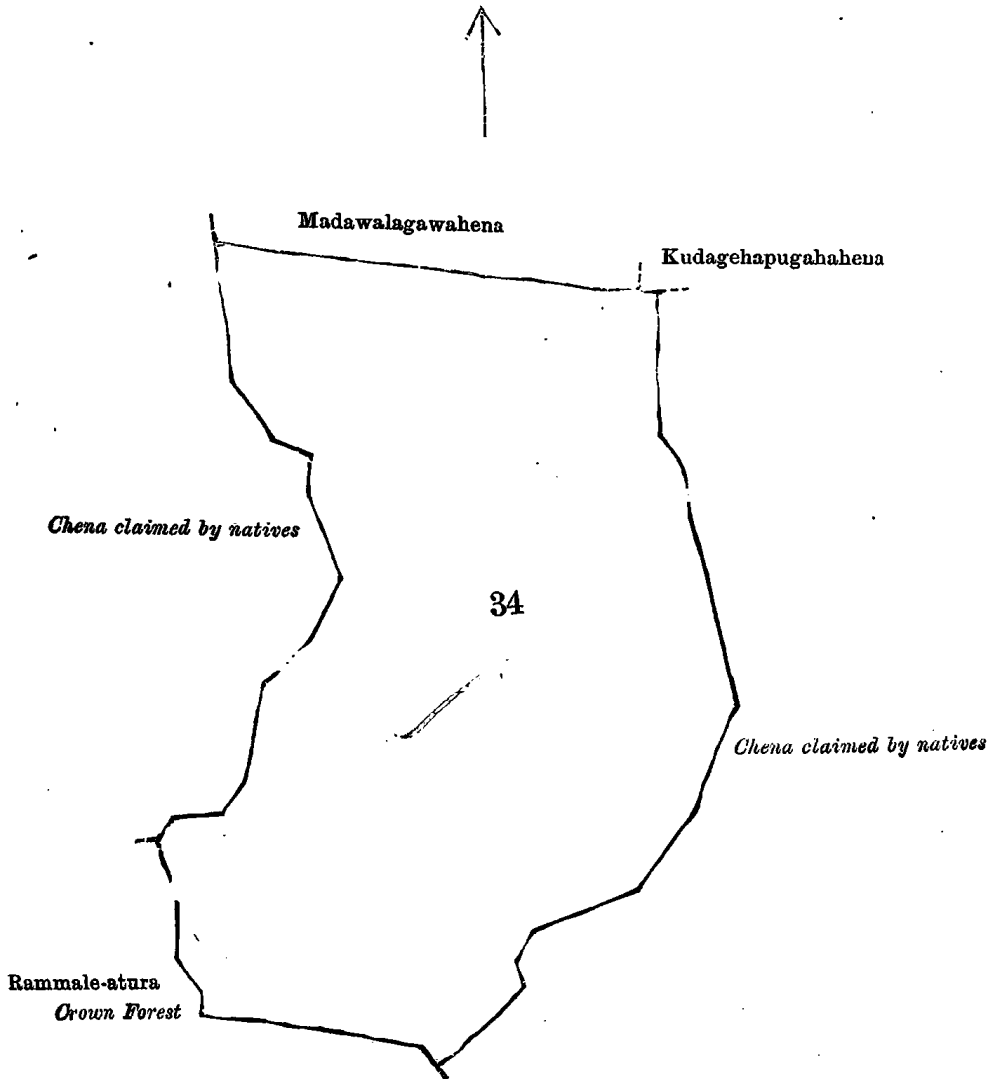 Madawalagawahena
Kudagehapugahahena
Chena claimed by natives
34
Chena claimed by natives
Rammale-atura
Crown Forest